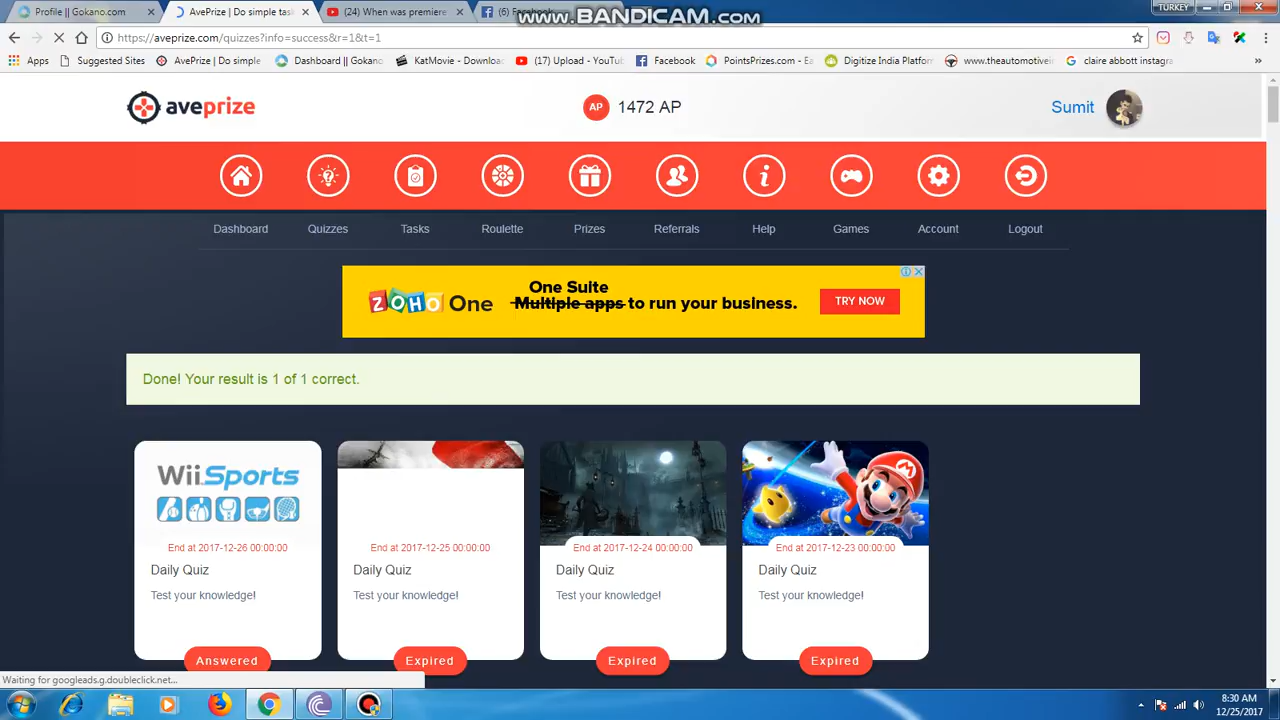 Profile || Gokano.com
AvePrize | Do simple task
(24) When was premiere
(6) Facebook
www.BANDICAM.com
TURKEY
https://aveprize.com/quizzes?info=success&r=1&t=1
Apps
Suggested Sites
AvePrize | Do simple
Dashboard || Gokano
KatMovie - Downloa
(17) Upload - YouTu
Facebook
PointsPrizes.com - Ea
Digitize India Platfor
www.theautomotivei
claire abbott instagra
»
aveprize
AP
1472 AP
Sumit
Dashboard
Quizzes
Tasks
Roulette
Prizes
Referrals
Help
Games
Account
Logout
ZOHO One
One Suite
Multiple apps to run your business.
TRY NOW
Done! Your result is 1 of 1 correct.
Wii Sports
End at 2017-12-26 00:00:00
End at 2017-12-25 00:00:00
End at 2017-12-24 00:00:00
End at 2017-12-23 00:00:00
Daily Quiz
Daily Quiz
Daily Quiz
Daily Quiz
Test your knowledge!
Test your knowledge!
Test your knowledge!
Test your knowledge!
Answered
Expired
Expired
Expired
Waiting for googleads.g.doubleclick.net...
8:30 AM
12/25/2017